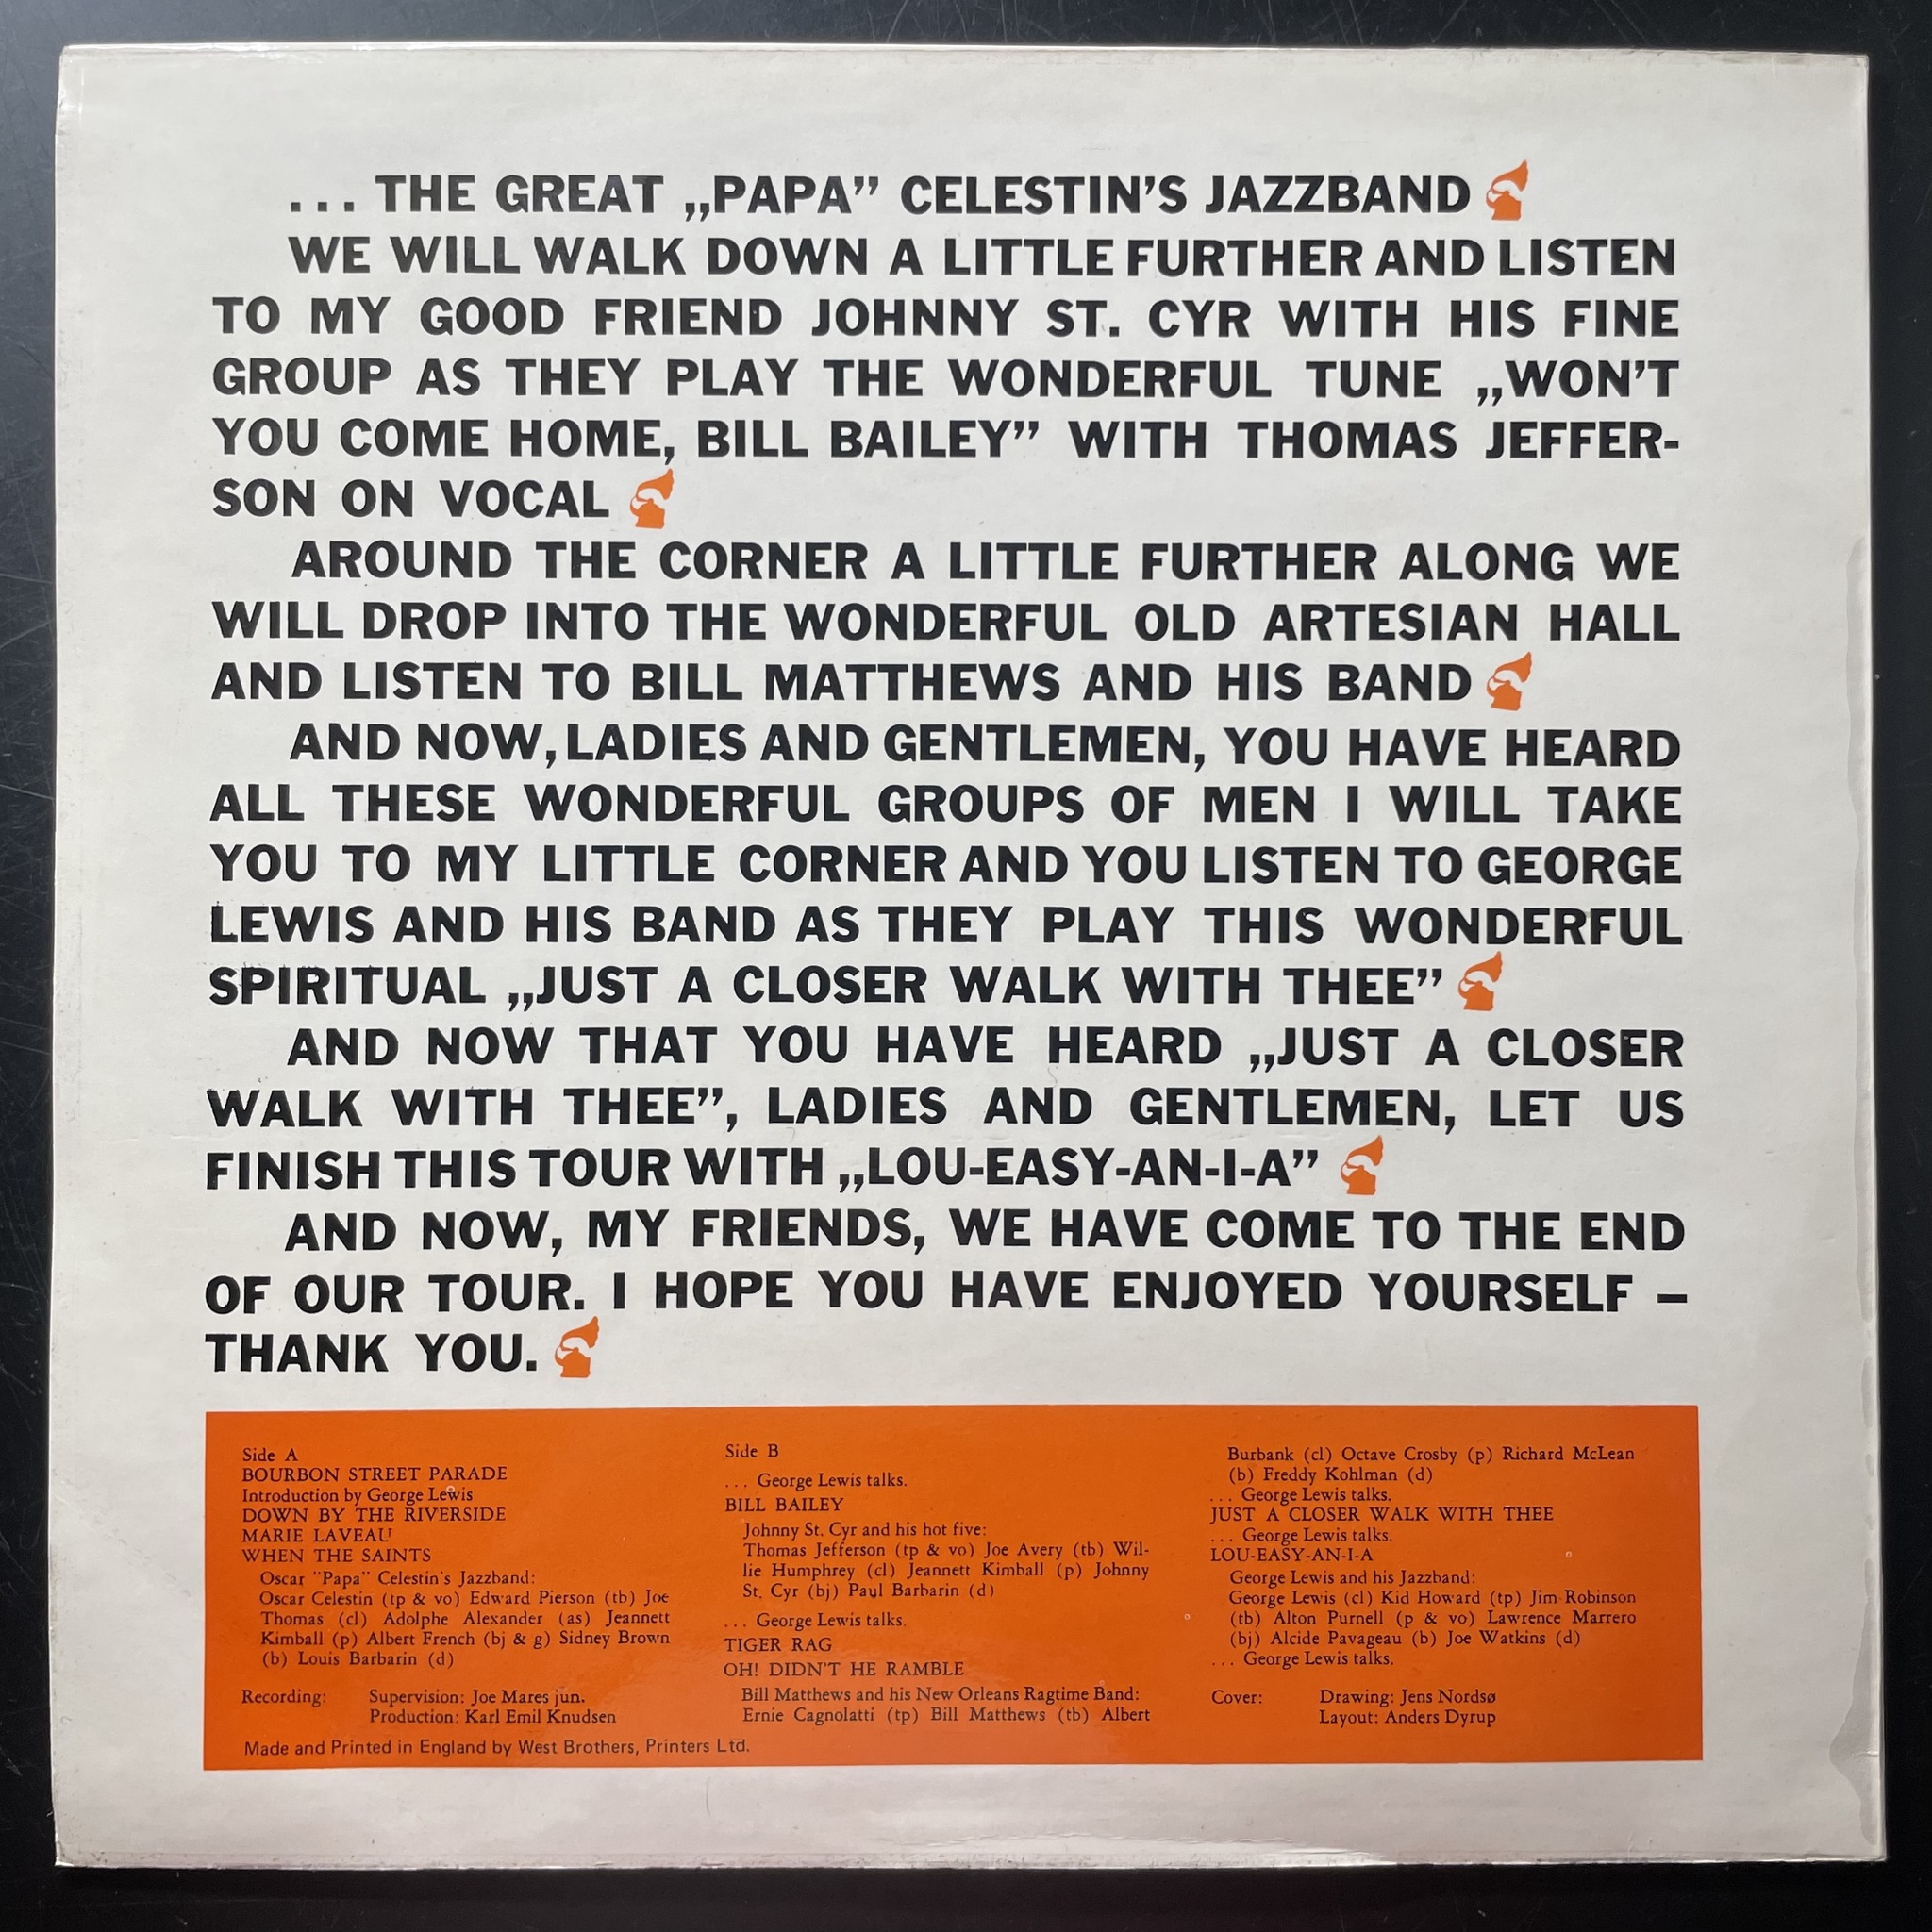 ... THE GREAT „PAPA” CELESTIN’S JAZZBAND
WE WILL WALK DOWN A LITTLE FURTHER AND LISTEN
TO MY GOOD FRIEND JOHNNY ST. CYR WITH HIS FINE
GROUP AS THEY PLAY THE WONDERFUL TUNE „WON’T
YOU COME HOME, BILL BAILEY” WITH THOMAS JEFFER-
SON ON VOCAL
AROUND THE CORNER A LITTLE FURTHER ALONG WE
WILL DROP INTO THE WONDERFUL OLD ARTESIAN HALL
AND LISTEN TO BILL MATTHEWS AND HIS BAND
AND NOW, LADIES AND GENTLEMEN, YOU HAVE HEARD
ALL THESE WONDERFUL GROUPS OF MEN I WILL TAKE
YOU TO MY LITTLE CORNER AND YOU LISTEN TO GEORGE
LEWIS AND HIS BAND AS THEY PLAY THIS WONDERFUL
SPIRITUAL „JUST A CLOSER WALK WITH THEE”
AND NOW THAT YOU HAVE HEARD „JUST A CLOSER
WALK WITH THEE”, LADIES AND GENTLEMEN, LET US
FINISH THIS TOUR WITH „LOU-EASY-AN-I-A”
AND NOW, MY FRIENDS, WE HAVE COME TO THE END
OF OUR TOUR. I HOPE YOU HAVE ENJOYED YOURSELF –
THANK YOU.
Side A
BOURBON STREET PARADE
Introduction by George Lewis
DOWN BY THE RIVERSIDE
MARIE LAVEAU
WHEN THE SAINTS
Oscar "Papa" Celestin's Jazzband:
Oscar Celestin (tp & vo) Edward Pierson (tb) Joe
Thomas (cl) Adolphe Alexander (as) Jeannett
Kimball (p) Albert French (bj & g) Sidney Brown
(b) Louis Barbarin (d)
Recording: Supervision: Joe Mares jun.
Production: Karl Emil Knudsen
Made and Printed in England by West Brothers, Printers Ltd.
Side B
... George Lewis talks.
BILL BAILEY
Johnny St. Cyr and his hot five:
Thomas Jefferson (tp & vo) Joe Avery (tb) Wil-
lie Humphrey (cl) Jeannett Kimball (p) Johnny
St. Cyr (bj) Paul Barbarin (d)
... George Lewis talks.
TIGER RAG
OH! DIDN'T HE RAMBLE
Bill Matthews and his New Orleans Ragtime Band:
Ernie Cagnolatti (tp) Bill Matthews (tb) Albert
Burbank (cl) Octave Crosby (p) Richard McLean
(b) Freddy Kohlman (d)
... George Lewis talks.
JUST A CLOSER WALK WITH THEE
... George Lewis talks.
LOU-EASY-AN-I-A
George Lewis and his Jazzband:
George Lewis (cl) Kid Howard (tp) Jim Robinson
(tb) Alton Purnell (p & vo) Lawrence Marrero
(bj) Alcide Pavageau (b) Joe Watkins (d)
... George Lewis talks.
Cover: Drawing: Jens Nordsø
Layout: Anders Dyrup